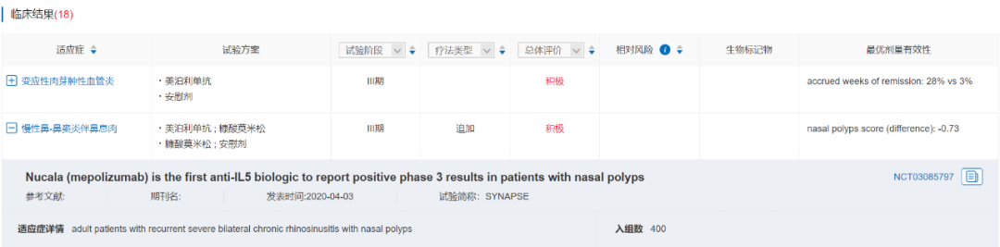 临床结果(18)
适应症 试验方案 试验阶段 疗法类型 总体评价 相对风险 生物标记物 最优剂量有效性
变应性肉芽肿性血管炎 · 美泊利单抗 III期 积极 accrued weeks of remission: 28% vs 3%
· 安慰剂
慢性鼻-鼻窦炎伴鼻息肉 · 美泊利单抗 ; 糠酸莫米松 III期 追加 积极 nasal polyps score (difference): -0.73
· 糠酸莫米松 ; 安慰剂
Nucala (mepolizumab) is the first anti-IL5 biologic to report positive phase 3 results in patients with nasal polyps NCT03085797
参考文献: 期刊名: 发表时间:2020-04-03 试验简称: SYNAPSE
适应症详情 adult patients with recurrent severe bilateral chronic rhinosinusitis with nasal polyps 入组数 400